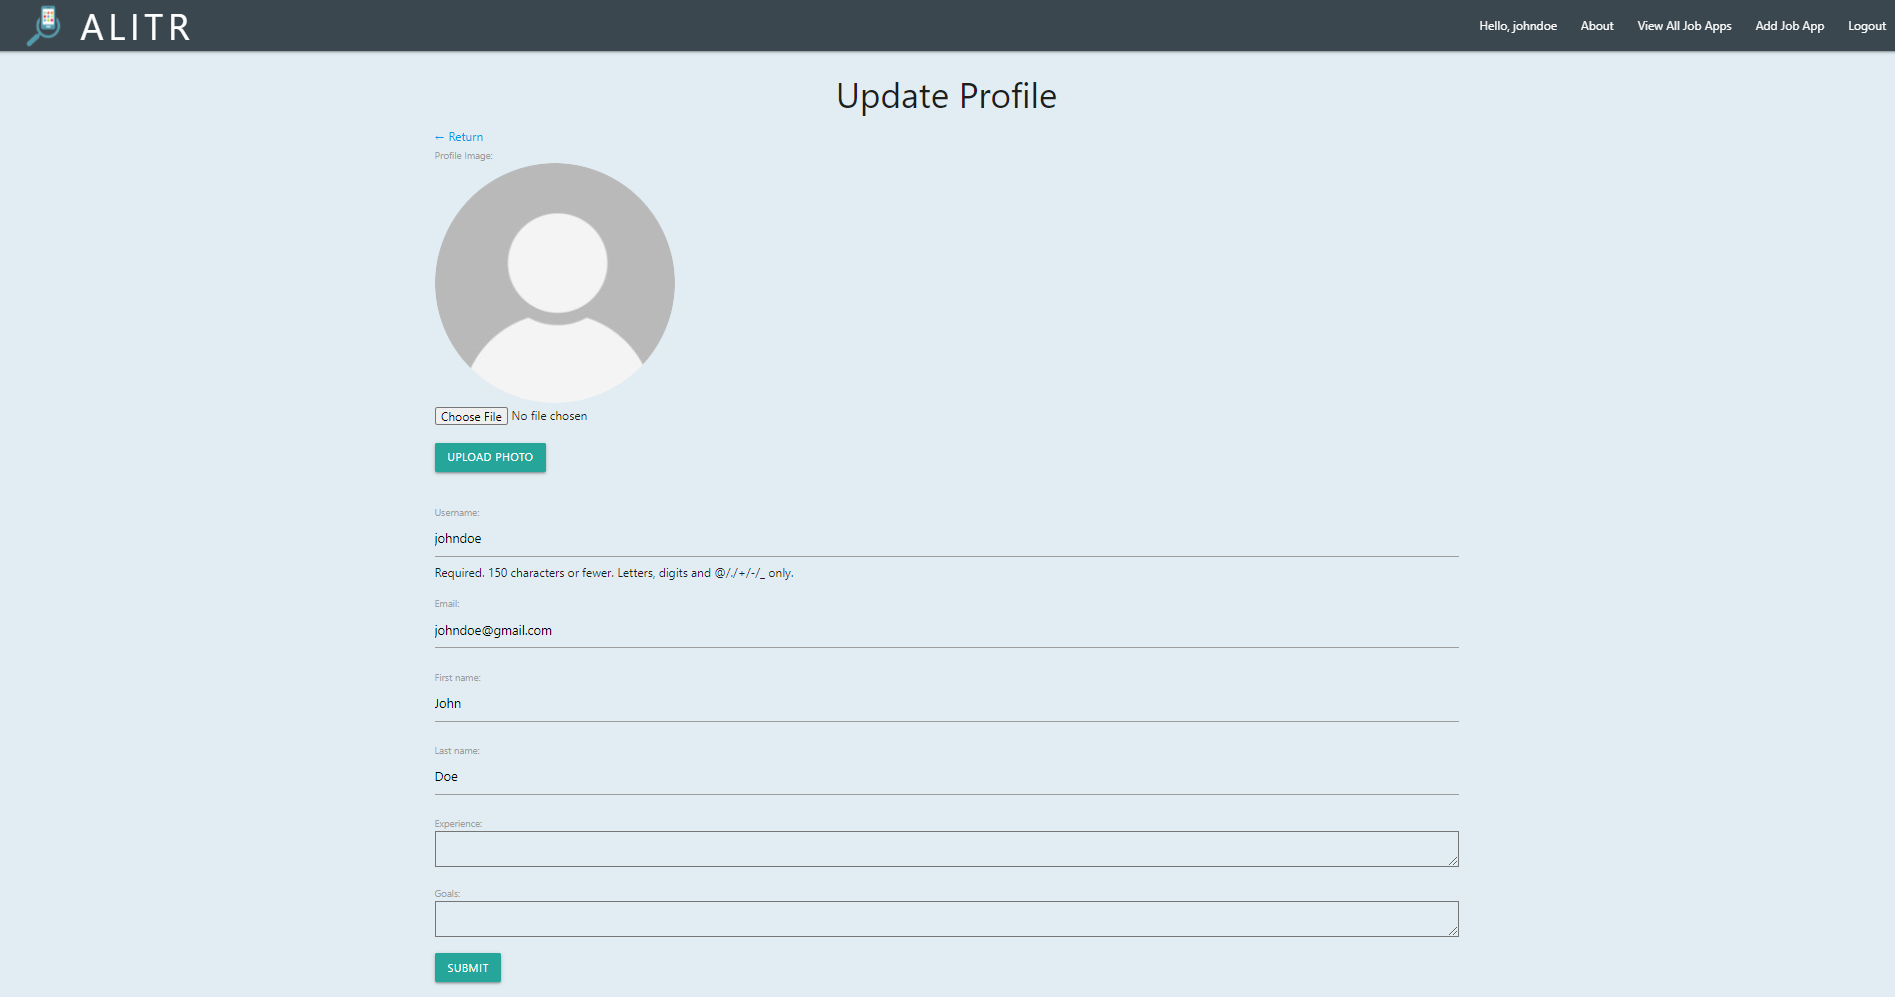 ALITR
Hello, johndoe
About
View All Job Apps
Add Job App
Logout
Update Profile
← Return
Profile Image:
Choose File No file chosen
UPLOAD PHOTO
Username:
johndoe
Required. 150 characters or fewer. Letters, digits and @/./+/-/_ only.
Email:
johndoe@gmail.com
First name:
John
Last name:
Doe
Experience:
Goals:
SUBMIT